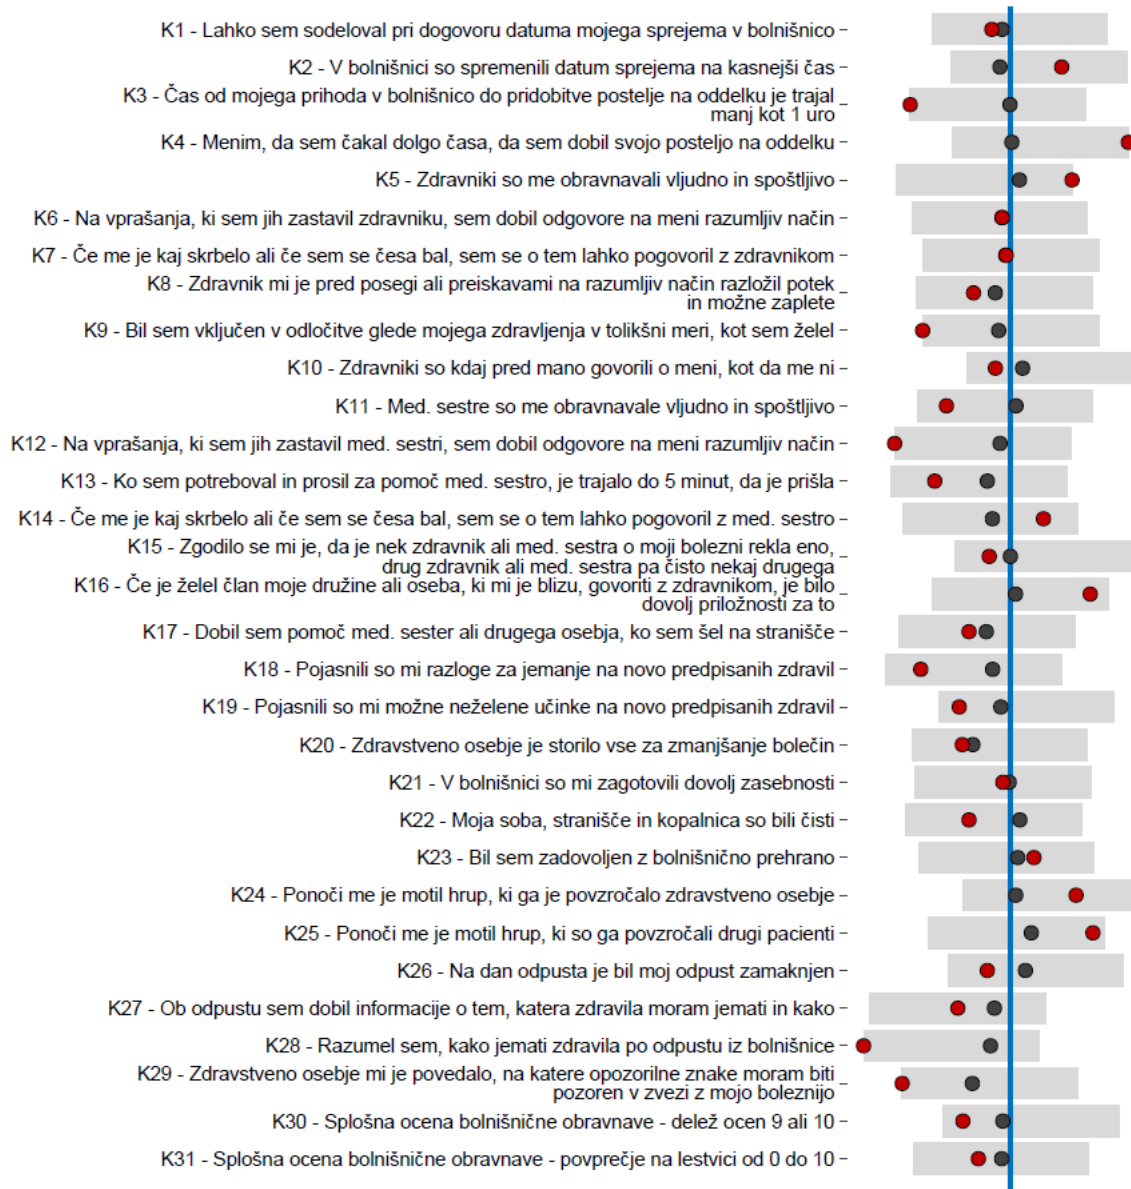 K1 - Lahko sem sodeloval pri dogovoru datuma mojega sprejema v bolnišnico
K2 - V bolnišnici so spremenili datum sprejema na kasnejši čas
K3 - Čas od mojega prihoda v bolnišnico do pridobitve postelje na oddelku je trajal
manj kot 1 uro
K4 - Menim, da sem čakal dolgo časa, da sem dobil svojo posteljo na oddelku
K5 - Zdravniki so me obravnavali vljudno in spoštljivo
K6 - Na vprašanja, ki sem jih zastavil zdravniku, sem dobil odgovore na meni razumljiv način
K7 - Če me je kaj skrbelo ali če sem se česa bal, sem se o tem lahko pogovoril z zdravnikom
K8 - Zdravnik mi je pred posegi ali preiskavami na razumljiv način razložil potek
in možne zaplete
K9 - Bil sem vključen v odločitve glede mojega zdravljenja v tolikšni meri, kot sem želel
K10 - Zdravniki so kdaj pred mano govorili o meni, kot da me ni
K11 - Med. sestre so me obravnavale vljudno in spoštljivo
K12 - Na vprašanja, ki sem jih zastavil med. sestri, sem dobil odgovore na meni razumljiv način
K13 - Ko sem potreboval in prosil za pomoč med. sestro, je trajalo do 5 minut, da je prišla
K14 - Če me je kaj skrbelo ali če sem se česa bal, sem se o tem lahko pogovoril z med. sestro
K15 - Zgodilo se mi je, da je nek zdravnik ali med. sestra o moji bolezni rekla eno,
drug zdravnik ali med. sestra pa čisto nekaj drugega
K16 - Če je želel član moje družine ali oseba, ki mi je blizu, govoriti z zdravnikom, je bilo
dovolj priložnosti za to
K17 - Dobil sem pomoč med. sester ali drugega osebja, ko sem šel na stranišče
K18 - Pojasnili so mi razloge za jemanje na novo predpisanih zdravil
K19 - Pojasnili so mi možne neželene učinke na novo predpisanih zdravil
K20 - Zdravstveno osebje je storilo vse za zmanjšanje bolečin
K21 - V bolnišnici so mi zagotovili dovolj zasebnosti
K22 - Moja soba, stranišče in kopalnica so bili čisti
K23 - Bil sem zadovoljen z bolnišnično prehrano
K24 - Ponoči me je motil hrup, ki ga je povzročalo zdravstveno osebje
K25 - Ponoči me je motil hrup, ki so ga povzročali drugi pacienti
K26 - Na dan odpusta je bil moj odpust zamaknjen
K27 - Ob odpustu sem dobil informacije o tem, katera zdravila moram jemati in kako
K28 - Razumel sem, kako jemati zdravila po odpustu iz bolnišnice
K29 - Zdravstveno osebje mi je povedalo, na katere opozorilne znake moram biti
pozoren v zvezi z mojo boleznijo
K30 - Splošna ocena bolnišnične obravnave - delež ocen 9 ali 10
K31 - Splošna ocena bolnišnične obravnave - povprečje na lestvici od 0 do 10